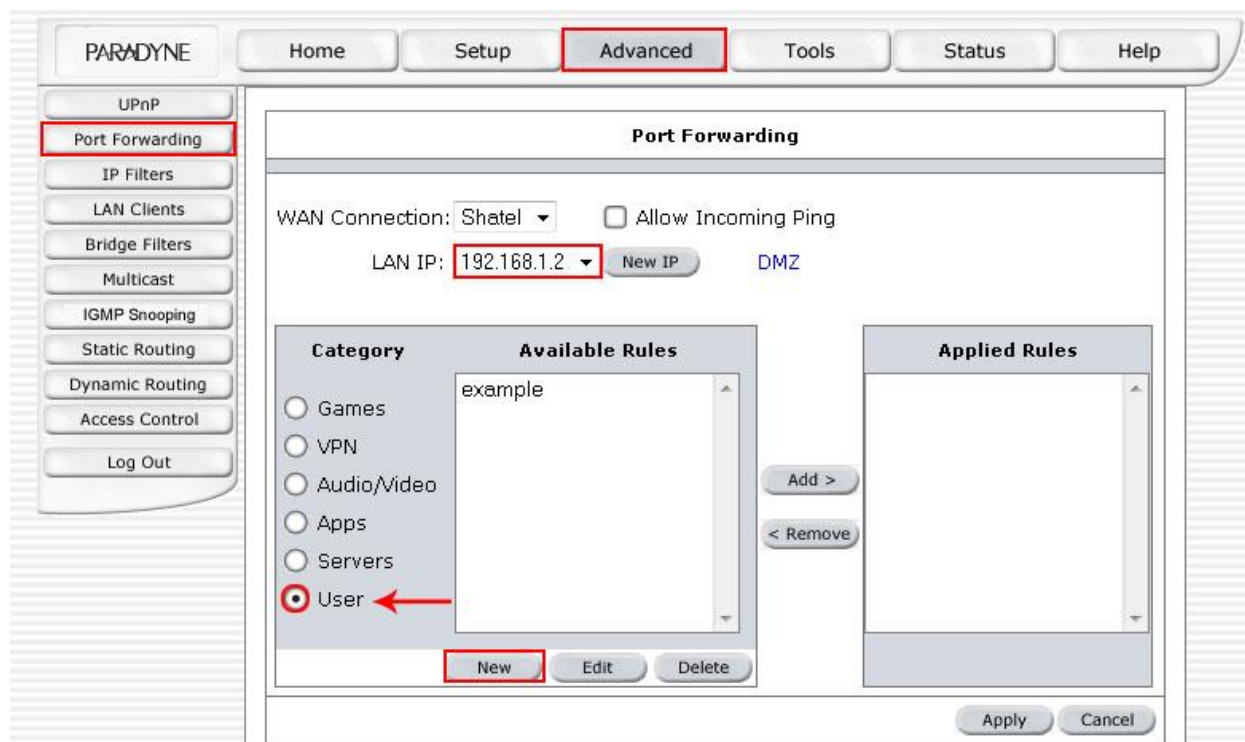 PARADYNE
Home Setup Advanced Tools Status Help
UPnP
Port Forwarding
IP Filters
LAN Clients
Bridge Filters
Multicast
IGMP Snooping
Static Routing
Dynamic Routing
Access Control
Log Out
Port Forwarding
WAN Connection: Shatel Allow Incoming Ping
LAN IP: 192.168.1.2 New IP DMZ
Category Available Rules Applied Rules
example
Games
VPN
Audio/Video
Apps
Servers
User
Add >
< Remove
New Edit Delete
Apply Cancel